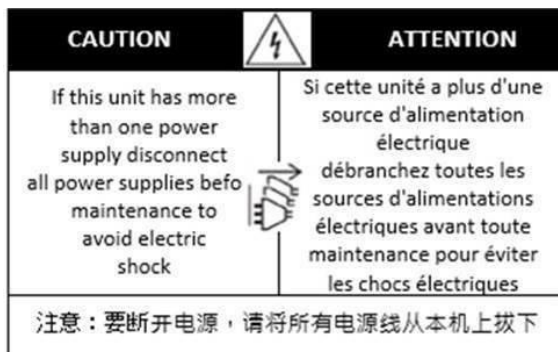 CAUTION
ATTENTION
If this unit has more
than one power
supply disconnect
all power supplies befo
maintenance to
avoid electric
shock
Si cette unité a plus d'une
source d'alimentation
électrique
débranchez toutes les
sources d'alimentations
électriques avant toute
maintenance pour éviter
les chocs électriques
注意：要断开电源，请将所有电源线从本机上拔下